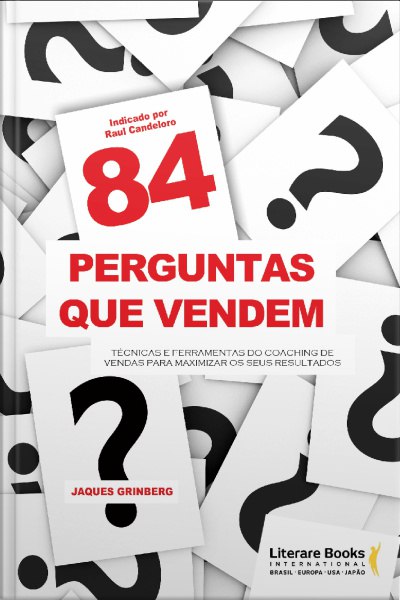 Indicado por
Raul Candeloro
84
PERGUNTAS
QUE VENDEM
TÉCNICAS E FERRAMENTAS DO COACHING DE
VENDAS PARA MAXIMIZAR OS SEUS RESULTADOS
?
JAQUES GRINBERG
Literare Books
INTERNATIONAL
BRASIL · EUROPA · USA · JAPÃO